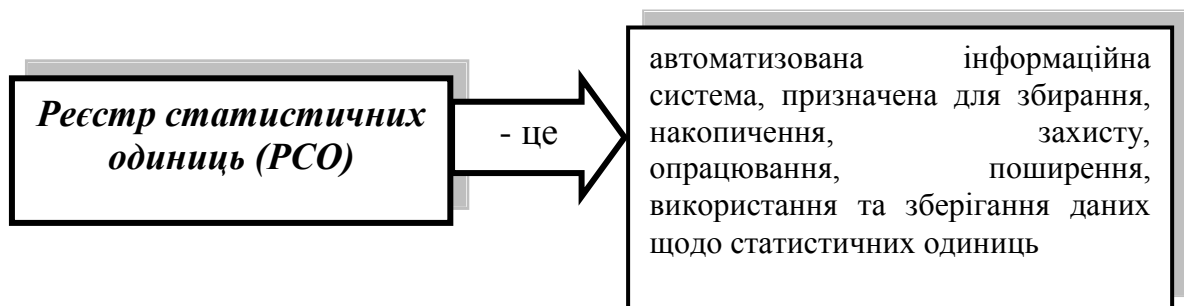 Реєстр статистичних
одиниць (РСО)
- це
автоматизована інформаційна
система, призначена для збирання,
накопичення, захисту,
опрацювання, поширення,
використання та зберігання даних
щодо статистичних одиниць